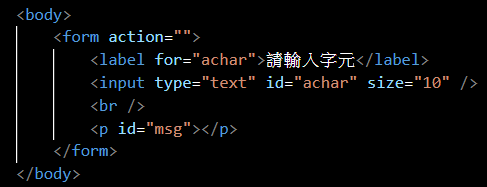 <body>
<form action="">
<label for="achar">請輸入字元</label>
<input type="text" id="achar" size="10" />
<br />
<p id="msg"></p>
</form>
</body>